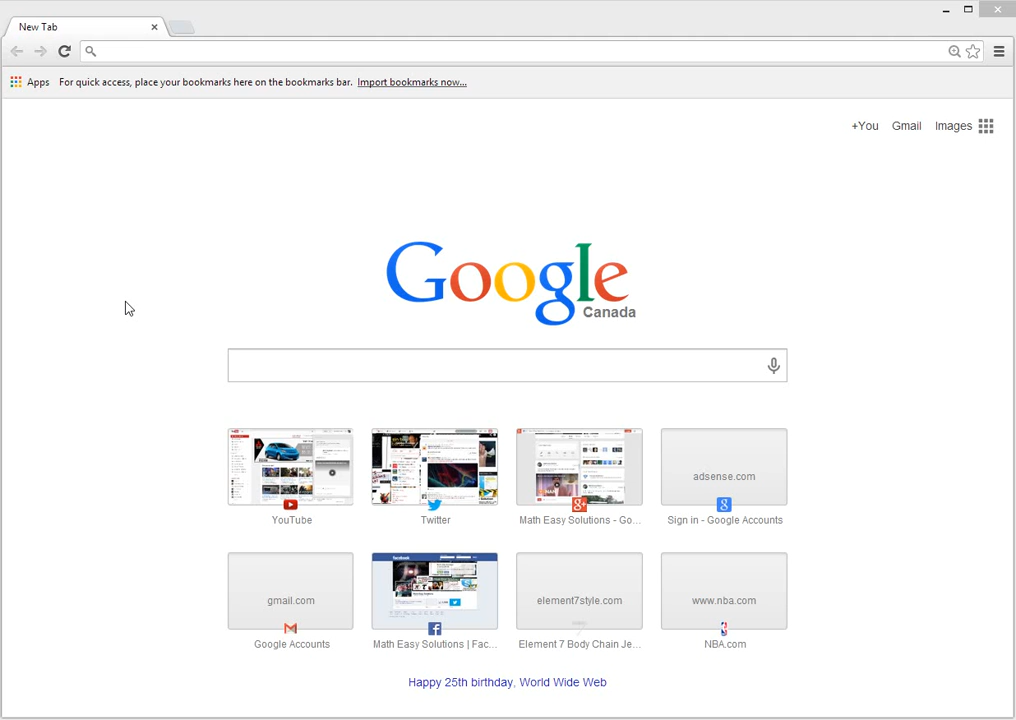 New Tab
Apps For quick access, place your bookmarks here on the bookmarks bar. Import bookmarks now...
+You Gmail Images
Google
Canada
adsense.com
YouTube Twitter Math Easy Solutions - Go... Sign in - Google Accounts
gmail.com facebook element7style.com www.nba.com
Google Accounts Math Easy Solutions | Fac... Element 7 Body Chain Je... NBA.com
Happy 25th birthday, World Wide Web